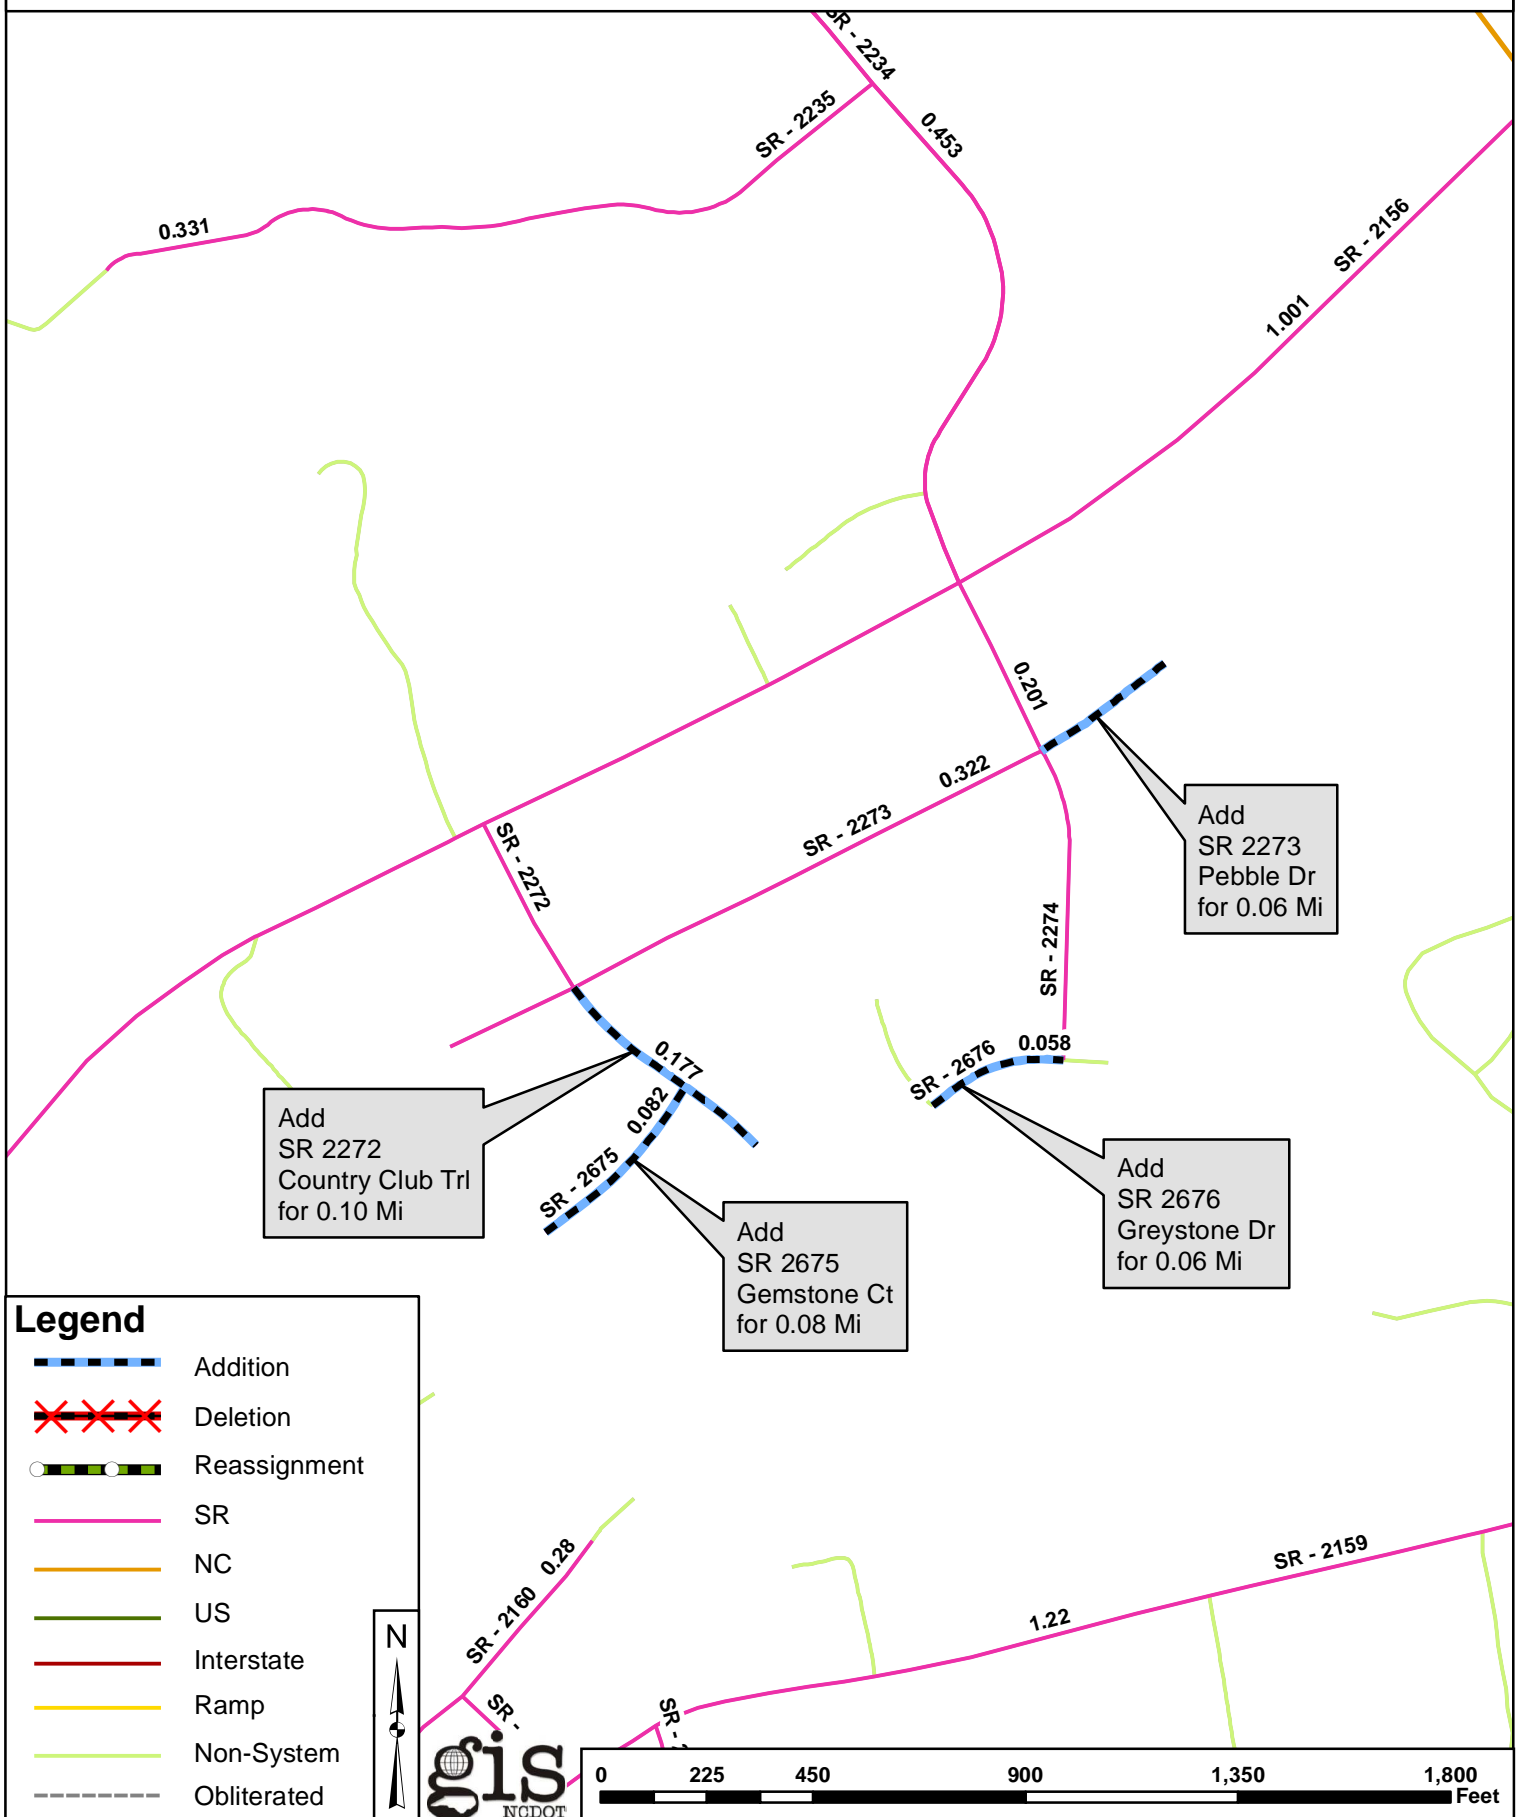 SR - 2234
SR - 2235
0.453
0.331
SR - 2156
1.001
0.201
0.322
SR - 2273
SR - 2272
Add
SR 2273
Pebble Dr
for 0.06 Mi
SR - 2274
0.177
0.058
SR - 2676
0.082
SR - 2675
Add
SR 2272
Country Club Trl
for 0.10 Mi
Add
SR 2676
Greystone Dr
for 0.06 Mi
Add
SR 2675
Gemstone Ct
for 0.08 Mi
Legend
Addition
Deletion
Reassignment
SR
NC
US
Interstate
Ramp
Non-System
Obliterated
N
0.28
SR - 2160
SR - 2159
1.22
SR -
SR -
gis
NCDOT
0 225 450 900 1,350 1,800
Feet